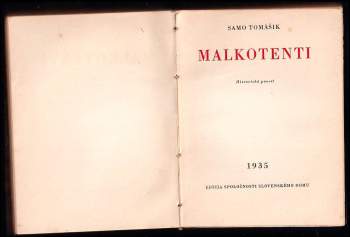 SAMO TOMÁŠIK
MALKOTENTI
Historická povesť
1935
EDÍCIA SPOLOČNOSTI SLOVENSKÉHO DOMU